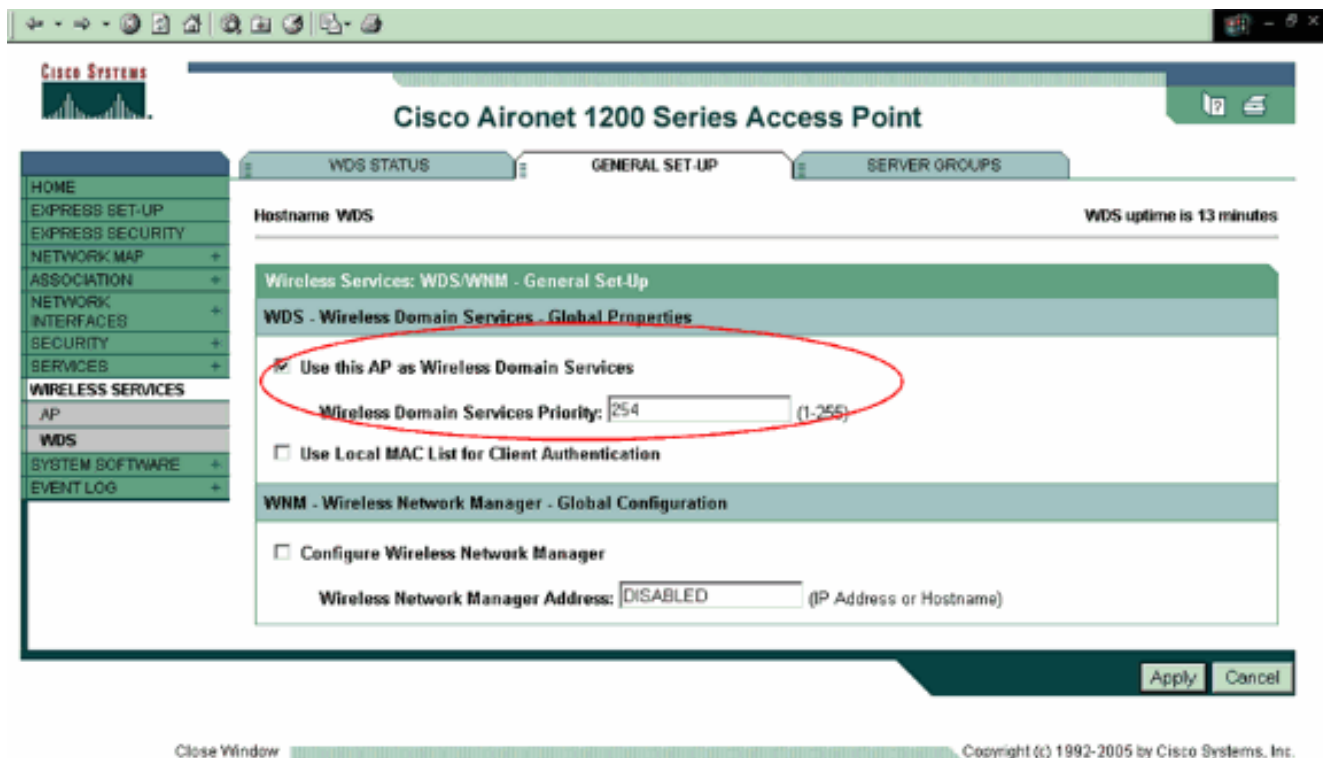 CISCO SYSTEMS
Cisco Aironet 1200 Series Access Point
WDS STATUS
GENERAL SET-UP
SERVER GROUPS
HOME
EXPRESS SET-UP
EXPRESS SECURITY
NETWORK MAP +
ASSOCIATION +
NETWORK
INTERFACES +
SECURITY +
SERVICES +
WIRELESS SERVICES
AP
WDS
SYSTEM SOFTWARE +
EVENT LOG +
Hostname WDS
WDS uptime is 13 minutes
Wireless Services: WDS/WNM - General Set-Up
WDS - Wireless Domain Services - Global Properties
Use this AP as Wireless Domain Services
Wireless Domain Services Priority: 254 (1-255)
Use Local MAC List for Client Authentication
WNM - Wireless Network Manager - Global Configuration
Configure Wireless Network Manager
Wireless Network Manager Address: DISABLED (IP Address or Hostname)
Apply Cancel
Close Window
Copyright (c) 1992-2005 by Cisco Systems, Inc.